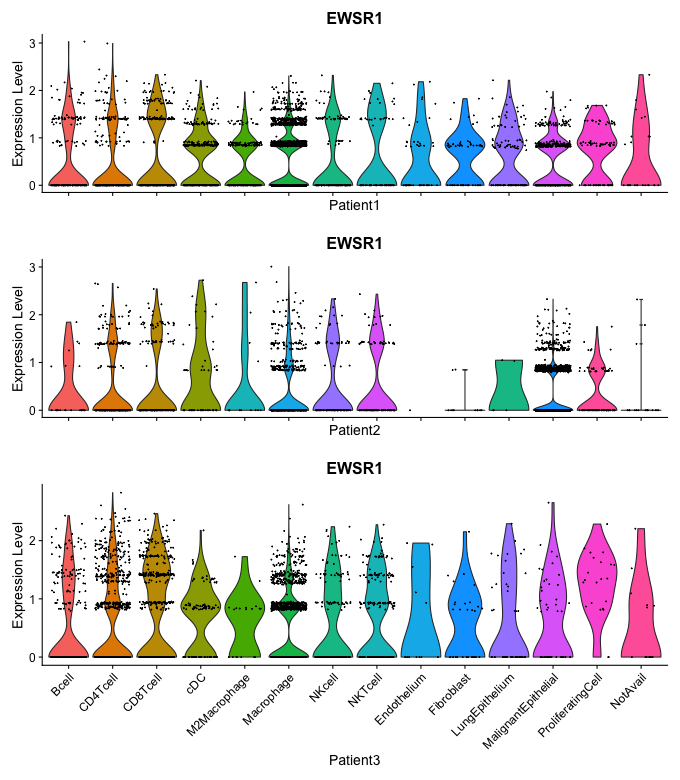 EWSR1
3
2
1
0
Expression Level
Patient1
EWSR1
3
2
1
0
Expression Level
Patient2
EWSR1
2
1
0
Expression Level
Bcell
CD4Tcell
CD8Tcell
cDC
M2Macrophage
Macrophage
NKcell
NKTcell
Endothelium
Fibroblast
LungEpithelium
MalignantEpithelial
ProliferatingCell
NotAvail
Patient3